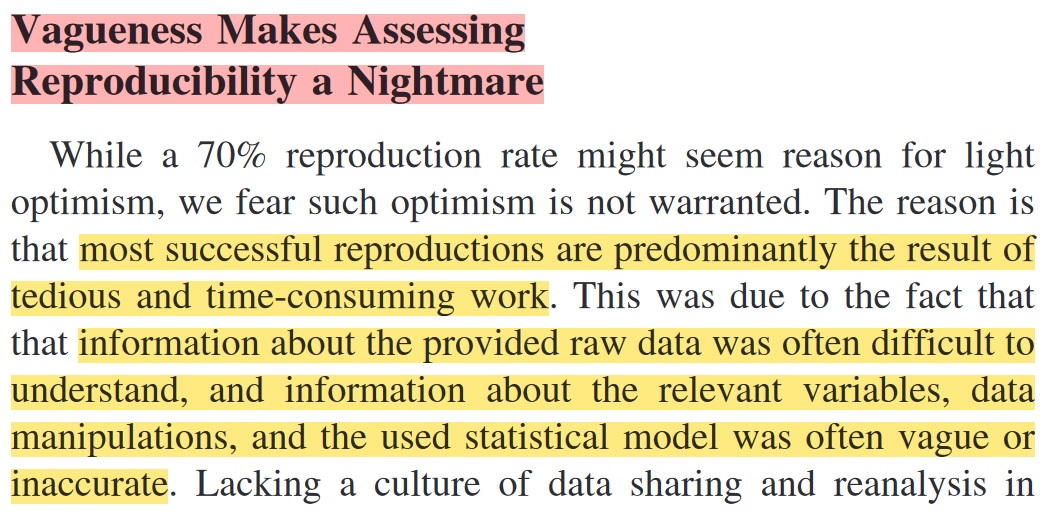 Vagueness Makes Assessing
Reproducibility a Nightmare
While a 70% reproduction rate might seem reason for light
optimism, we fear such optimism is not warranted. The reason is
that most successful reproductions are predominantly the result of
tedious and time-consuming work. This was due to the fact that
that information about the provided raw data was often difficult to
understand, and information about the relevant variables, data
manipulations, and the used statistical model was often vague or
inaccurate. Lacking a culture of data sharing and reanalysis in